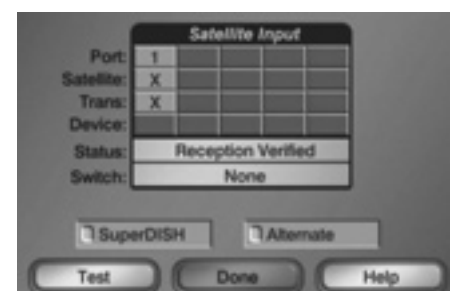 Satellite Input
Port: 1
Satellite: X
Trans: X
Device:
Status: Reception Verified
Switch: None
SuperDISH Alternate
Test Done Help